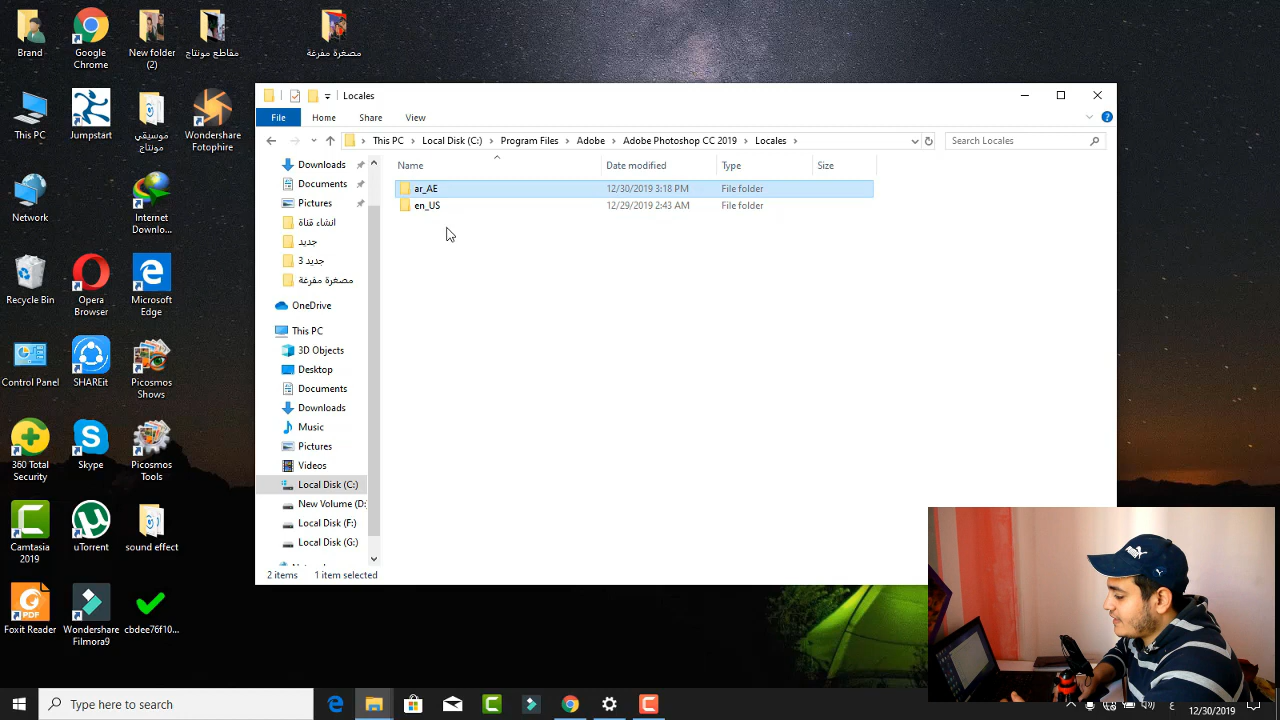 Brand
Google Chrome
New folder (2)
مقاطع مونتاج
مصغرة مفرغة
This PC
Jumpstart
موسيقي مونتاج
Wondershare Fotophire
Network
Internet Downlo...
Recycle Bin
Opera Browser
Microsoft Edge
Control Panel
SHAREit
Picosmos Shows
360 Total Security
Skype
Picosmos Tools
Camtasia 2019
uTorrent
sound effect
Foxit Reader
Wondershare Filmora9
cbdee76f10...
Locales
File Home Share View
This PC > Local Disk (C:) > Program Files > Adobe > Adobe Photoshop CC 2019 > Locales >
Search Locales
Name Date modified Type Size
ar_AE 12/30/2019 3:18 PM File folder
en_US 12/29/2019 2:43 AM File folder
Downloads
Documents
Pictures
انشاء قناة
جديد
جديد 3
مصغرة مفرغة
OneDrive
This PC
3D Objects
Desktop
Documents
Downloads
Music
Pictures
Videos
Local Disk (C:)
New Volume (D:
Local Disk (F:)
Local Disk (G:)
2 items 1 item selected
Type here to search
12/30/2019